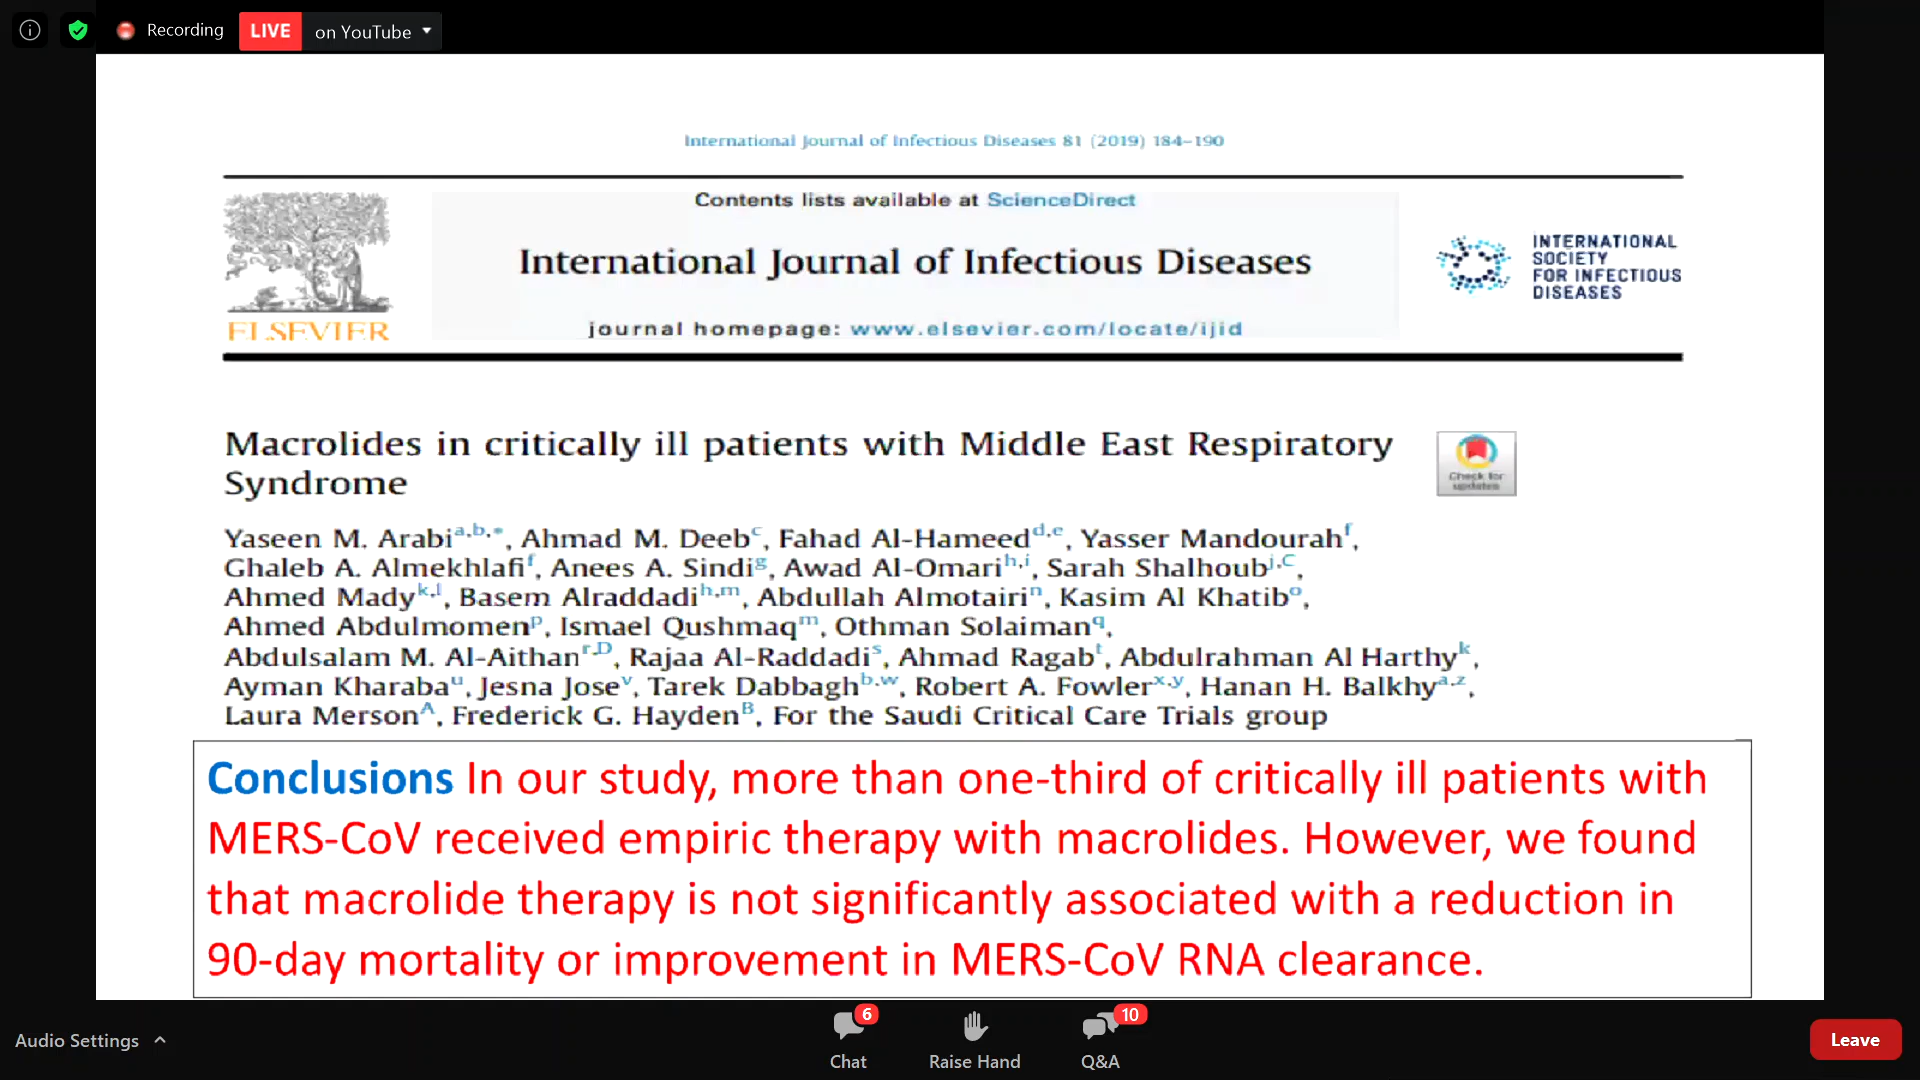 Recording LIVE on YouTube
International Journal of Infectious Diseases 81 (2019) 184–190
Contents lists available at ScienceDirect
International Journal of Infectious Diseases
journal homepage: www.elsevier.com/locate/ijid
ELSEVIER
INTERNATIONAL
SOCIETY
FOR INFECTIOUS
DISEASES
Macrolides in critically ill patients with Middle East Respiratory
Syndrome
Check for
updates
Yaseen M. Arabi a,b,*, Ahmad M. Deeb c, Fahad Al-Hameed d,e, Yasser Mandourah f,
Ghaleb A. Almekhlafi f, Anees A. Sindi g, Awad Al-Omari h,i, Sarah Shalhoub j,C,
Ahmed Mady k,l, Basem Alraddadi h,m, Abdullah Almotairi n, Kasim Al Khatib o,
Ahmed Abdulmomen p, Ismael Qushmaq m, Othman Solaiman q,
Abdulsalam M. Al-Aithan r,D, Rajaa Al-Raddadi s, Ahmad Ragab t, Abdulrahman Al Harthy k,
Ayman Kharaba u, Jesna Jose v, Tarek Dabbagh b,w, Robert A. Fowler x,y, Hanan H. Balkhy a,z,
Laura Merson A, Frederick G. Hayden B, For the Saudi Critical Care Trials group
Conclusions In our study, more than one-third of critically ill patients with
MERS-CoV received empiric therapy with macrolides. However, we found
that macrolide therapy is not significantly associated with a reduction in
90-day mortality or improvement in MERS-CoV RNA clearance.
Audio Settings
6
Chat
Raise Hand
10
Q&A
Leave